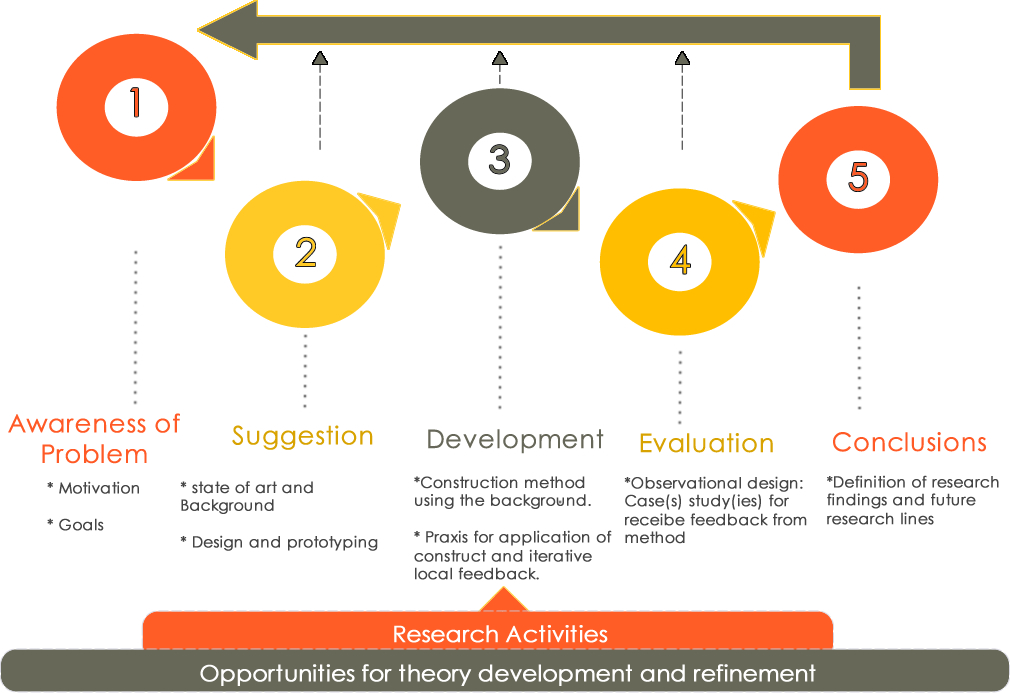 1
2
3
4
5
Awareness of
Problem
* Motivation
* Goals
Suggestion
* state of art and
Background
* Design and prototyping
Development
*Construction method
using the background.
* Praxis for application of
construct and iterative
local feedback.
Evaluation
*Observational design:
Case(s) study(ies) for
receibe feedback from
method
Conclusions
*Definition of research
findings and future
research lines
Research Activities
Opportunities for theory development and refinement